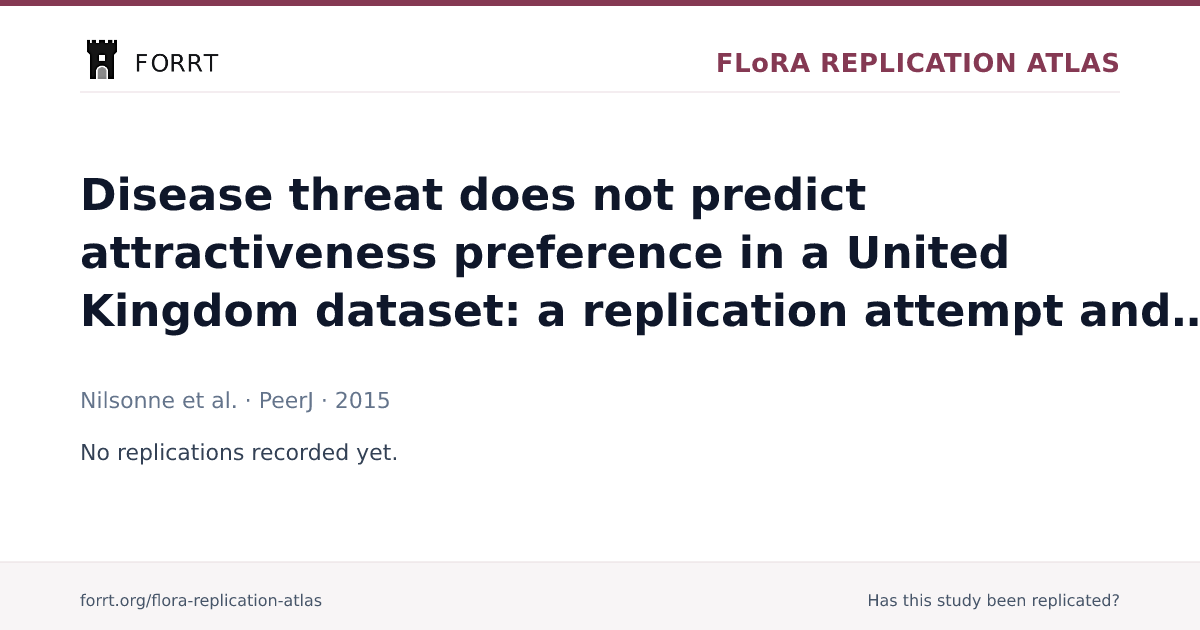 FORRT
FLoRA REPLICATION ATLAS
Disease threat does not predict
attractiveness preference in a United
Kingdom dataset: a replication attempt and…
Nilsonne et al. · PeerJ · 2015
No replications recorded yet.
forrt.org/flora-replication-atlas
Has this study been replicated?